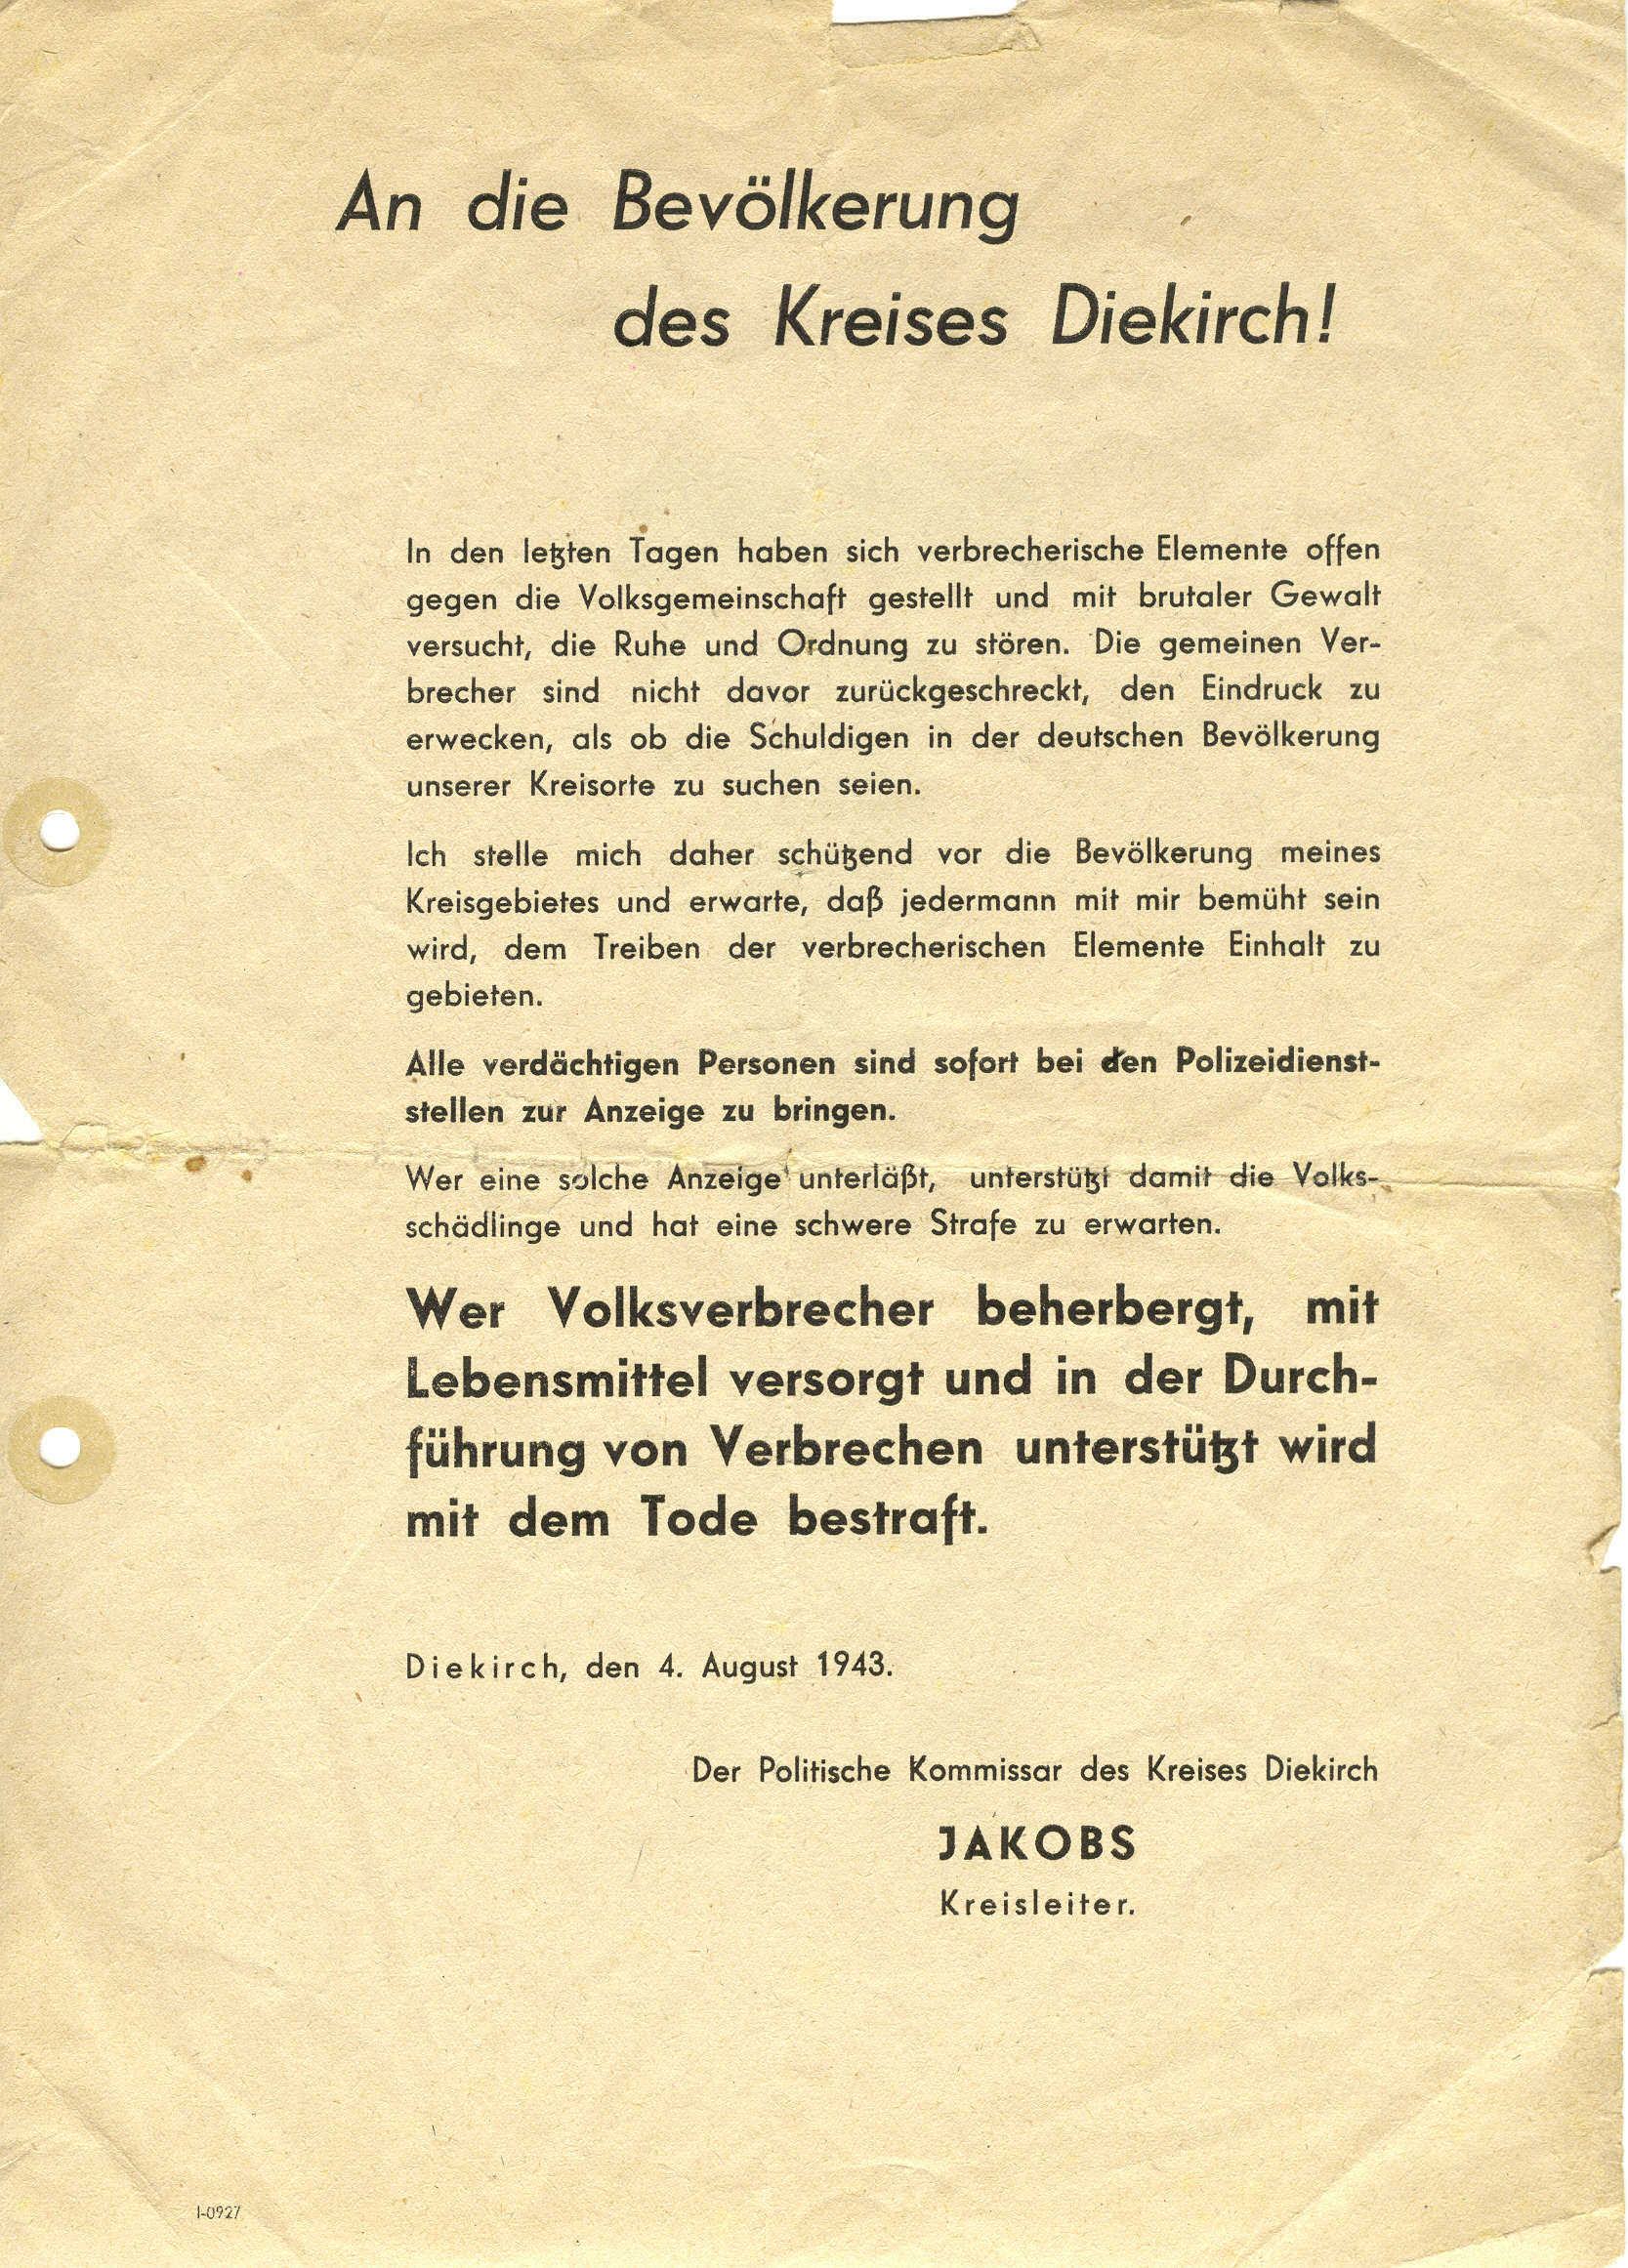 An die Bevölkerung
des Kreises Diekirch!
In den letzten Tagen haben sich verbrecherische Elemente offen
gegen die Volksgemeinschaft gestellt und mit brutaler Gewalt
versucht, die Ruhe und Ordnung zu stören. Die gemeinen Ver-
brecher sind nicht davor zurückgeschreckt, den Eindruck zu
erwecken, als ob die Schuldigen in der deutschen Bevölkerung
unserer Kreisorte zu suchen seien.
Ich stelle mich daher schützend vor die Bevölkerung meines
Kreisgebietes und erwarte, daß jedermann mit mir bemüht sein
wird, dem Treiben der verbrecherischen Elemente Einhalt zu
gebieten.
Alle verdächtigen Personen sind sofort bei den Polizeidienst-
stellen zur Anzeige zu bringen.
Wer eine solche Anzeige unterläßt, unterstützt damit die Volks-
schädlinge und hat eine schwere Strafe zu erwarten.
Wer Volksverbrecher beherbergt, mit
Lebensmittel versorgt und in der Durch-
führung von Verbrechen unterstützt wird
mit dem Tode bestraft.
Diekirch, den 4. August 1943.
Der Politische Kommissar des Kreises Diekirch
JAKOBS
Kreisleiter.
I-0927